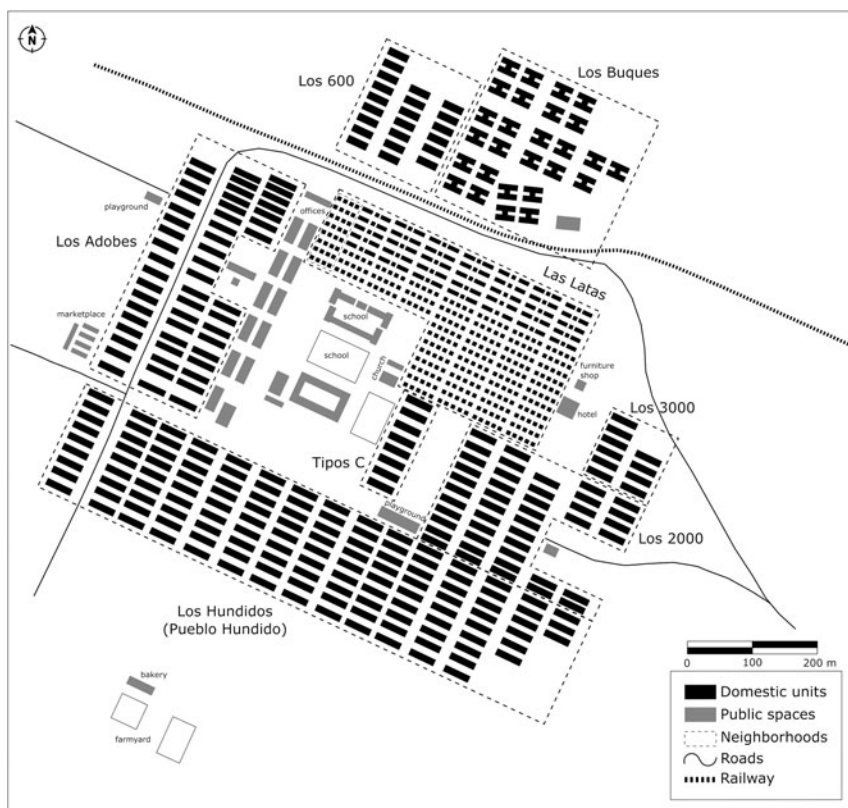 N
Los 600
Los Buques
playground
offices
Los Adobes
Las Latas
marketplace
school
school
church
furniture
shop
hotel
Los 3000
Tipos C
playground
Los 2000
Los Hundidos
(Pueblo Hundido)
bakery
farmyard
0 100 200 m
Domestic units
Public spaces
Neighborhoods
Roads
Railway